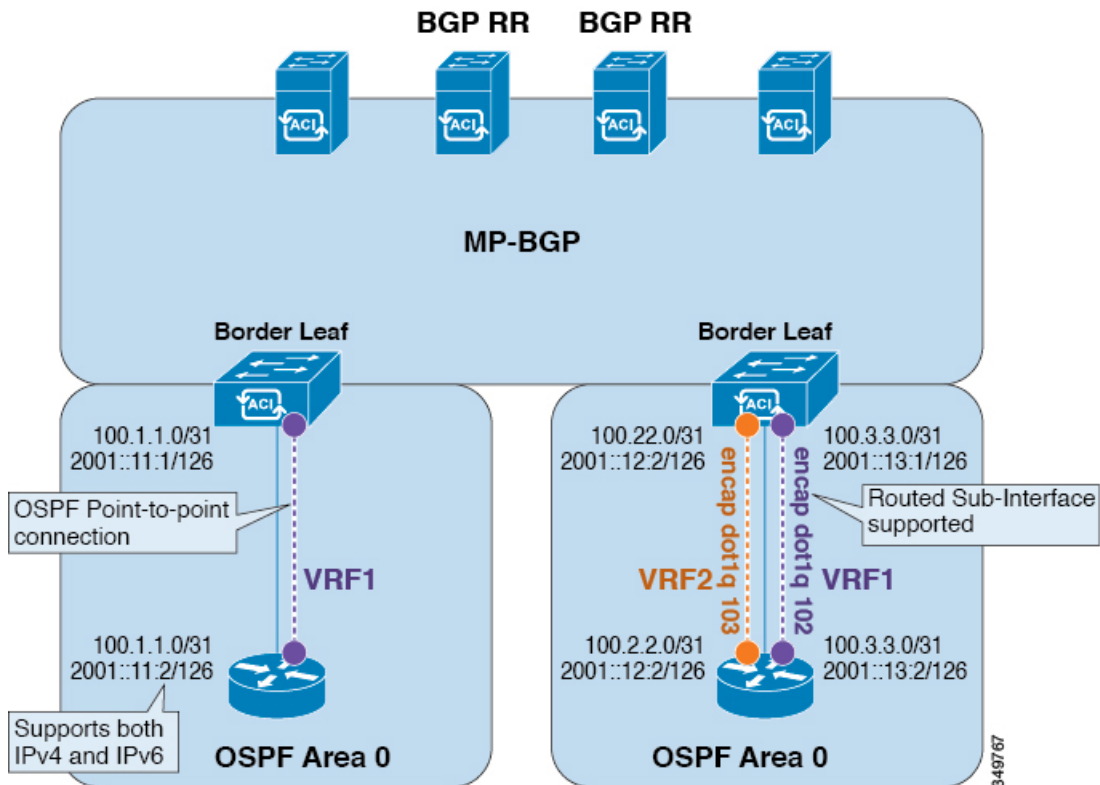 BGP RR
BGP RR
ACI
ACI
ACI
ACI
MP-BGP
Border Leaf
Border Leaf
ACI
ACI
100.1.1.0/31
2001::11:1/126
100.22.0/31
2001::12:2/126
100.3.3.0/31
2001::13:1/126
OSPF Point-to-point
connection
Routed Sub-Interface
supported
encap dot1q 103
encap dot1q 102
VRF1
VRF2
VRF1
100.1.1.0/31
2001::11:2/126
100.2.2.0/31
2001::12:2/126
100.3.3.0/31
2001::13:2/126
Supports both
IPv4 and IPv6
OSPF Area 0
OSPF Area 0
349767